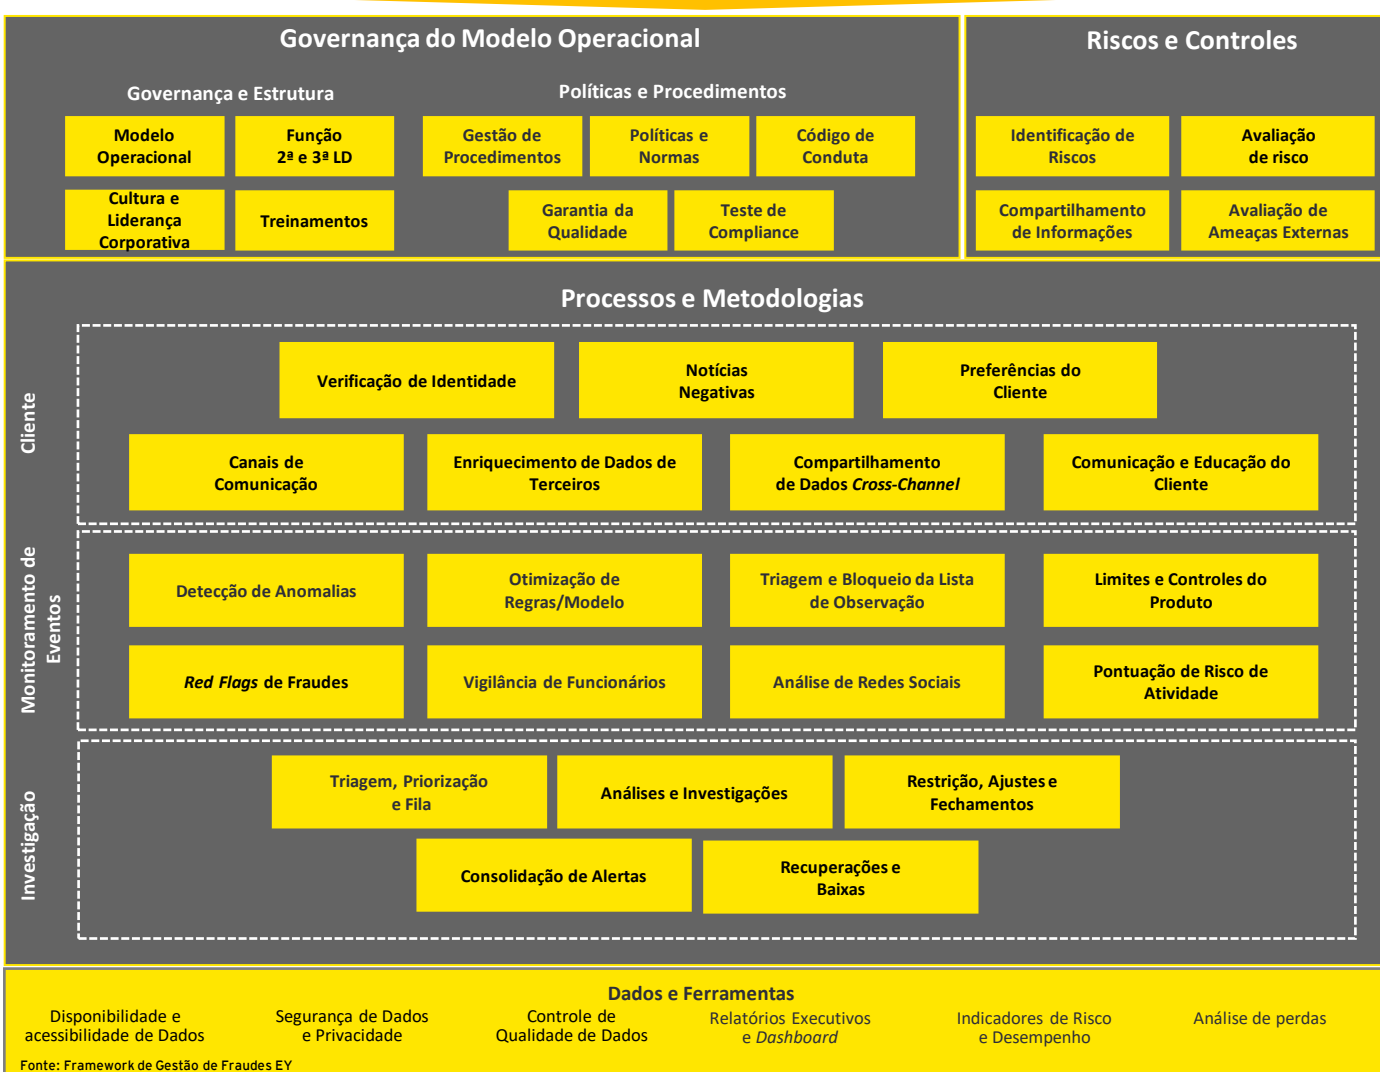 Governança do Modelo Operacional
Governança e Estrutura
Modelo
Operacional
Função
2ª e 3ª LD
Cultura e
Liderança
Corporativa
Treinamentos
Políticas e Procedimentos
Gestão de
Procedimentos
Políticas e
Normas
Código de
Conduta
Garantia da
Qualidade
Teste de
Compliance
Riscos e Controles
Identificação de
Riscos
Avaliação
de risco
Compartilhamento
de Informações
Avaliação de
Ameaças Externas
Processos e Metodologias
Cliente
Verificação de Identidade
Notícias
Negativas
Preferências do
Cliente
Canais de
Comunicação
Enriquecimento de Dados de
Terceiros
Compartilhamento
de Dados Cross-Channel
Comunicação e Educação do
Cliente
Monitoramento de
Eventos
Detecção de Anomalias
Otimização de
Regras/Modelo
Triagem e Bloqueio da Lista
de Observação
Limites e Controles do
Produto
Red Flags de Fraudes
Vigilância de Funcionários
Análise de Redes Sociais
Pontuação de Risco de
Atividade
Investigação
Triagem, Priorização
e Fila
Análises e Investigações
Restrição, Ajustes e
Fechamentos
Consolidação de Alertas
Recuperações e
Baixas
Dados e Ferramentas
Disponibilidade e
acessibilidade de Dados
Segurança de Dados
e Privacidade
Controle de
Qualidade de Dados
Relatórios Executivos
e Dashboard
Indicadores de Risco
e Desempenho
Análise de perdas
Fonte: Framework de Gestão de Fraudes EY